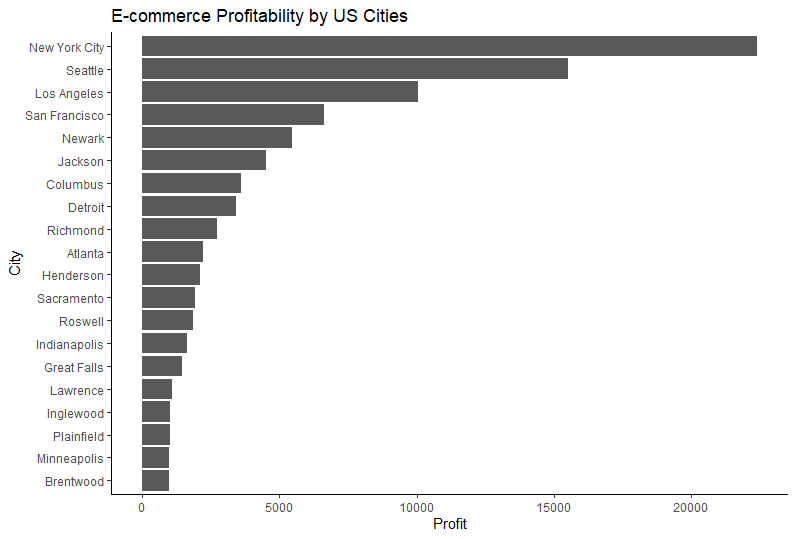 E-commerce Profitability by US Cities
New York City
Seattle
Los Angeles
San Francisco
Newark
Jackson
Columbus
Detroit
Richmond
Atlanta
Henderson
Sacramento
Roswell
Indianapolis
Great Falls
Lawrence
Inglewood
Plainfield
Minneapolis
Brentwood
City
0 5000 10000 15000 20000
Profit